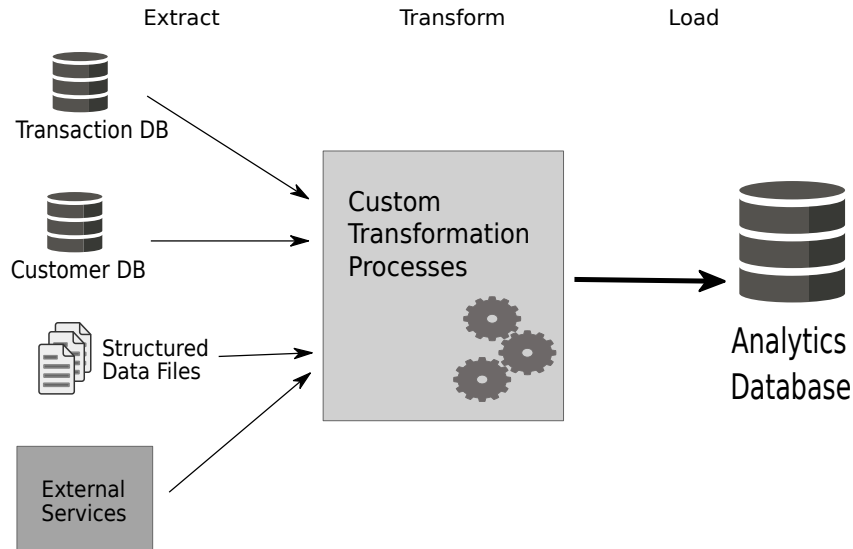 Extract
Transform
Load
Transaction DB
Customer DB
Structured
Data Files
External
Services
Custom
Transformation
Processes
Analytics
Database